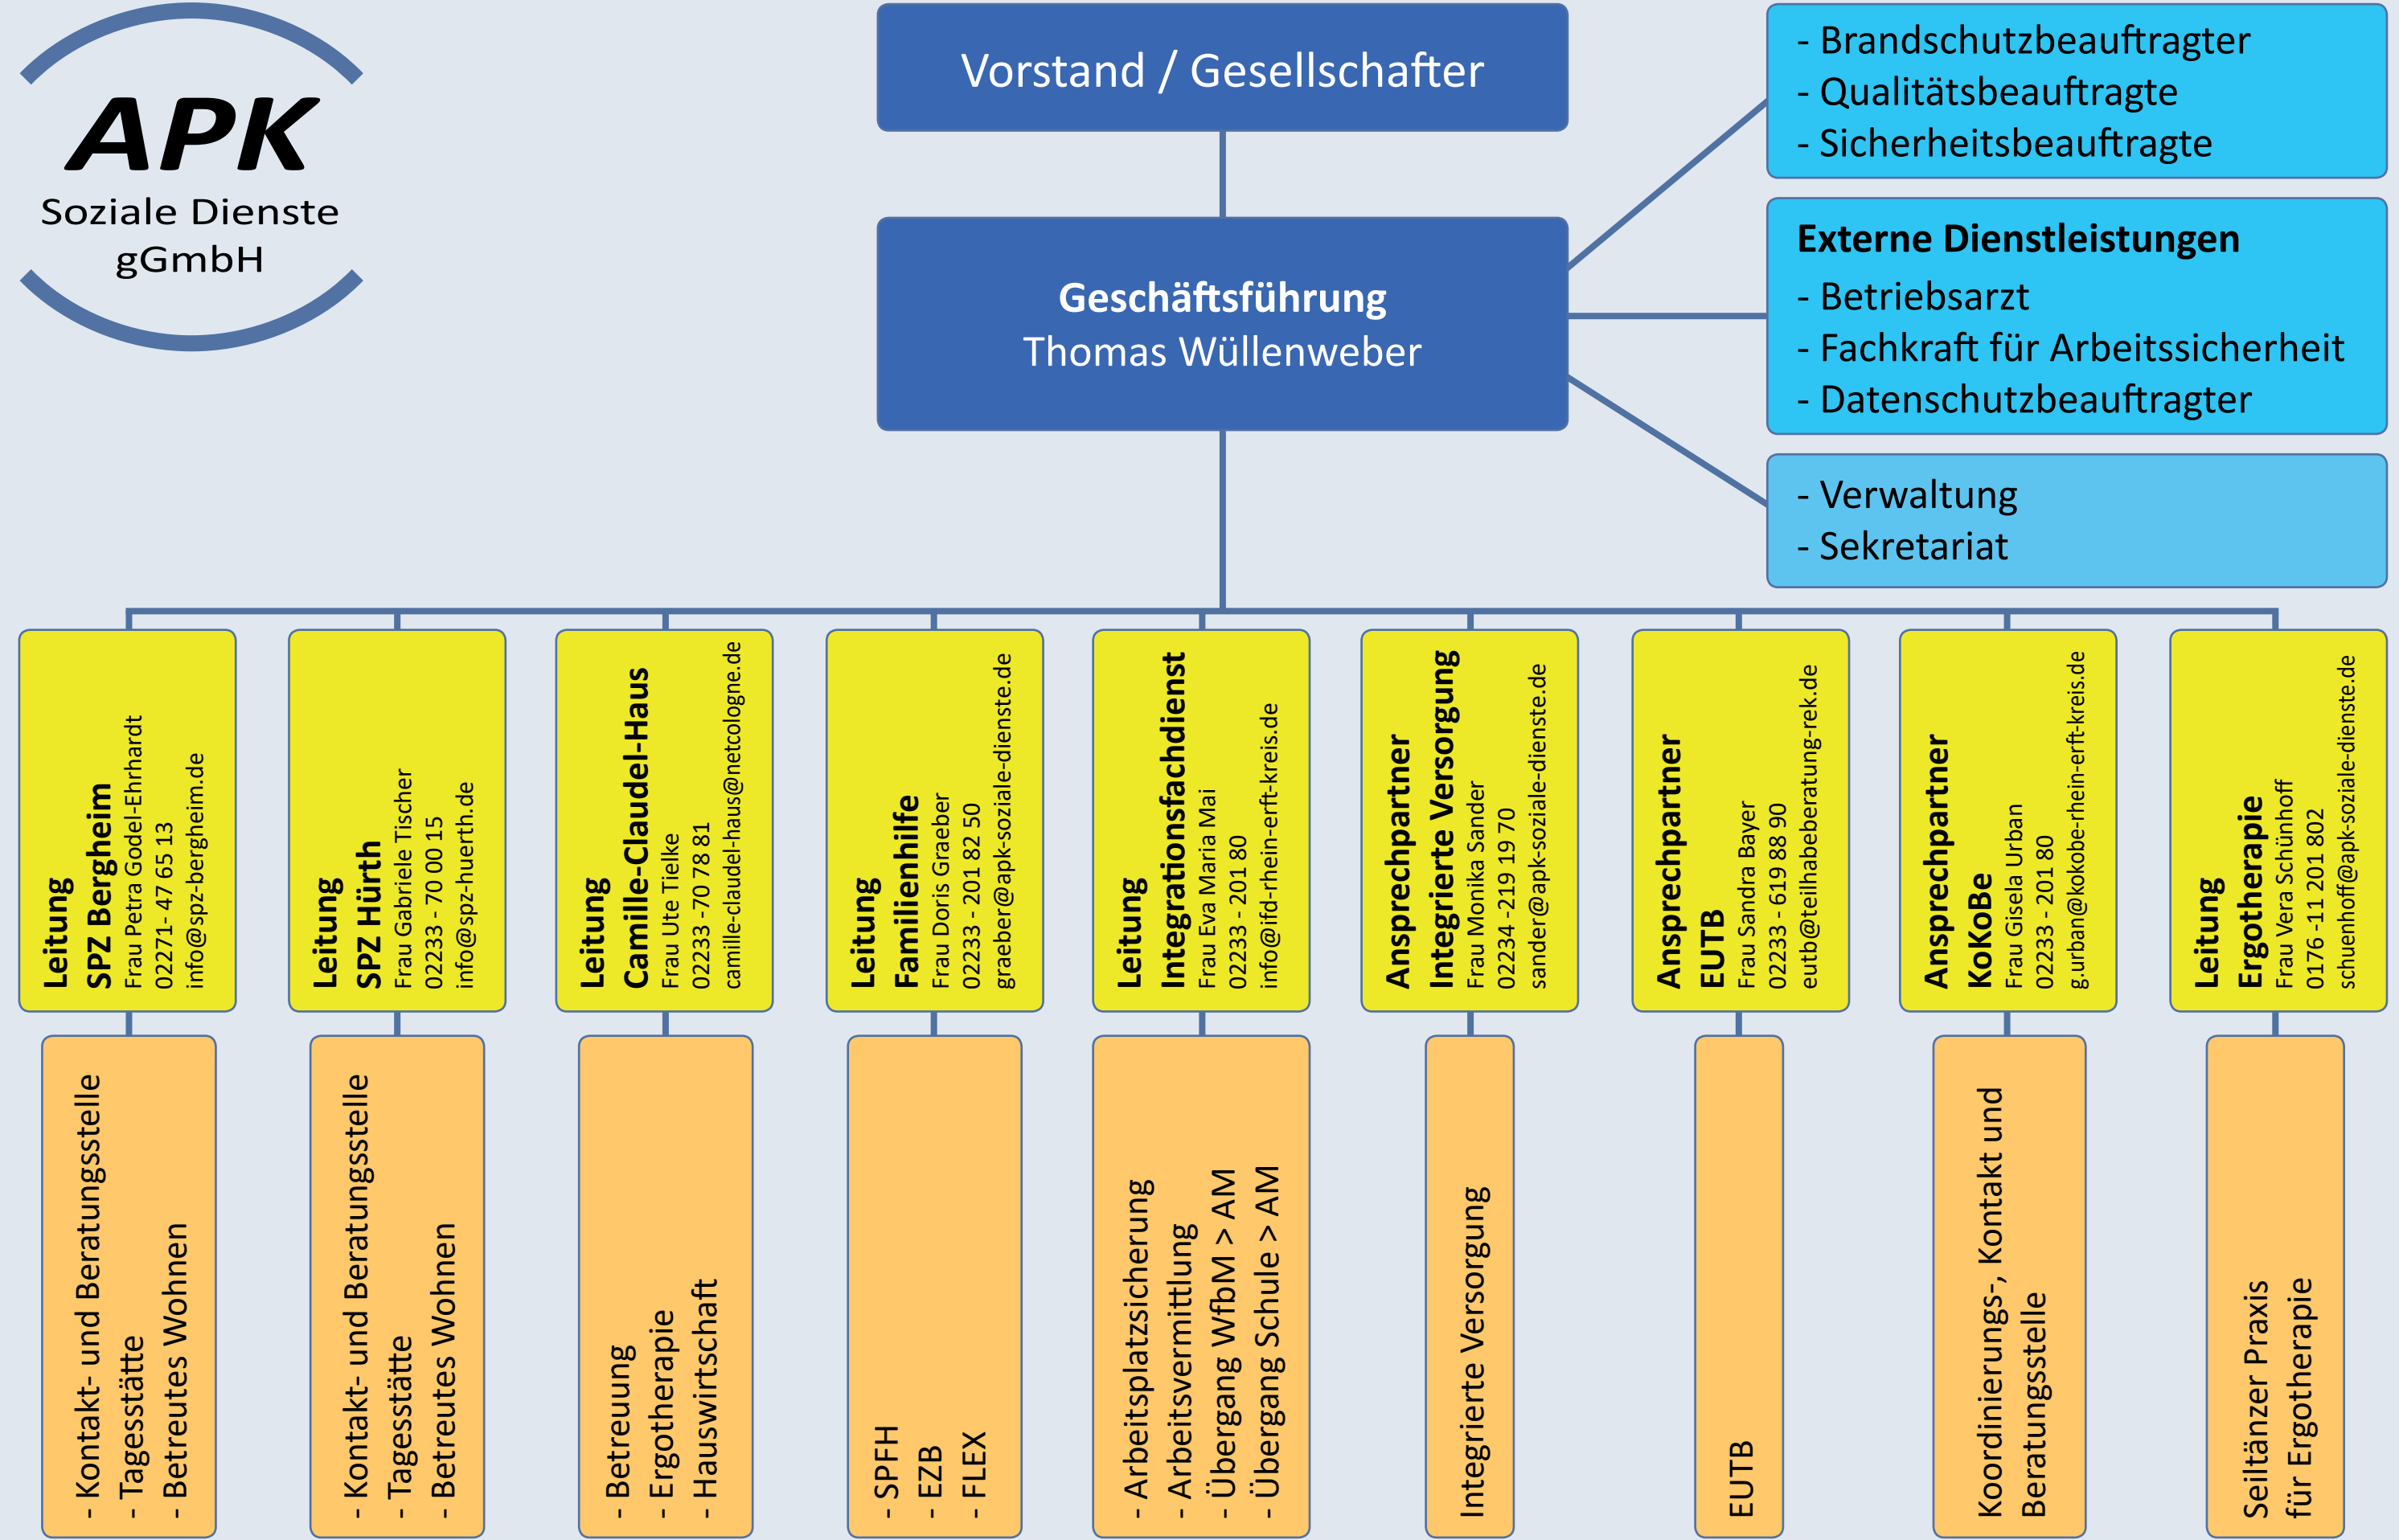 APK
Soziale Dienste
gGmbH
Vorstand / Gesellschafter
Geschäftsführung
Thomas Wüllenweber
- Brandschutzbeauftragter
- Qualitätsbeauftragte
- Sicherheitsbeauftragte
Externe Dienstleistungen
- Betriebsarzt
- Fachkraft für Arbeitssicherheit
- Datenschutzbeauftragter
- Verwaltung
- Sekretariat
Leitung
SPZ Bergheim
Frau Petra Godel-Ehrhardt
02271- 47 65 13
info@spz-bergheim.de
Leitung
SPZ Hürth
Frau Gabriele Tischer
02233 - 70 00 15
info@spz-huerth.de
Leitung
Camille-Claudel-Haus
Frau Ute Tielke
02233 -70 78 81
camille-claudel-haus@netcologne.de
Leitung
Familienhilfe
Frau Doris Graeber
02233 - 201 82 50
graeber@apk-soziale-dienste.de
Leitung
Integrationsfachdienst
Frau Eva Maria Mai
02233 - 201 80
info@ifd-rhein-erft-kreis.de
Ansprechpartner
Integrierte Versorgung
Frau Monika Sander
02234 -219 19 70
sander@apk-soziale-dienste.de
Ansprechpartner
EUTB
Frau Sandra Bayer
02233 - 619 88 90
eutb@teilhabeberatung-rek.de
Ansprechpartner
KoKoBe
Frau Gisela Urban
02233 - 201 80
g.urban@kokobe-rhein-erft-kreis.de
Leitung
Ergotherapie
Frau Vera Schünhoff
0176 -11 201 802
schuenhoff@apk-soziale-dienste.de
- Kontakt- und Beratungsstelle
- Tagesstätte
- Betreutes Wohnen
- Kontakt- und Beratungsstelle
- Tagesstätte
- Betreutes Wohnen
- Betreuung
- Ergotherapie
- Hauswirtschaft
- SPFH
- EZB
- FLEX
- Arbeitsplatzsicherung
- Arbeitsvermittlung
- Übergang WfbM > AM
- Übergang Schule > AM
Integrierte Versorgung
EUTB
Koordinierungs-, Kontakt und
Beratungsstelle
Seiltänzer Praxis
für Ergotherapie